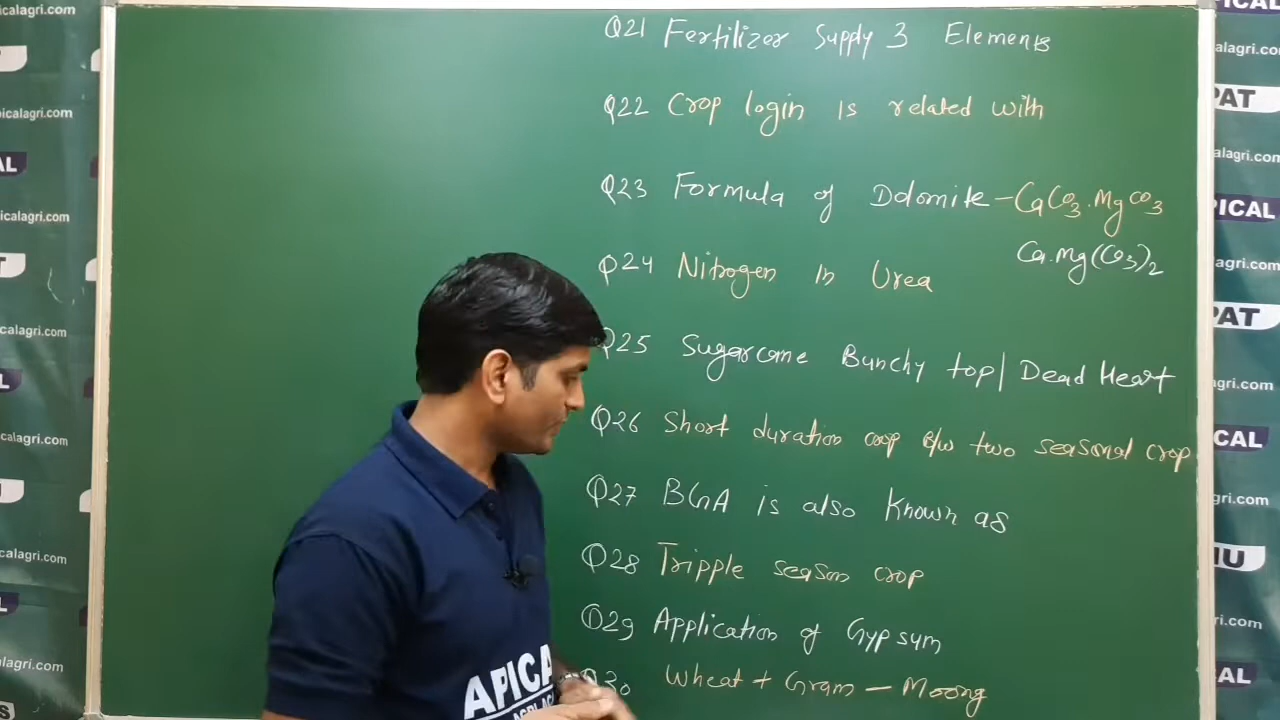 Q21 Fertilizer Supply 3 Elements
Q22 Crop login is related with
Q23 Formula of Dolomite - CaCO3.MgCO3
Ca.Mg(CO3)2
Q24 Nitrogen in Urea
Q25 Sugarcane Bunchy top/Dead Heart
Q26 Short duration crop B/w two seasonal crop
Q27 BGA is also Known as
Q28 Tripple season crop
Q29 Application of Gypsum
Q30 Wheat + Gram - Moong
APICA